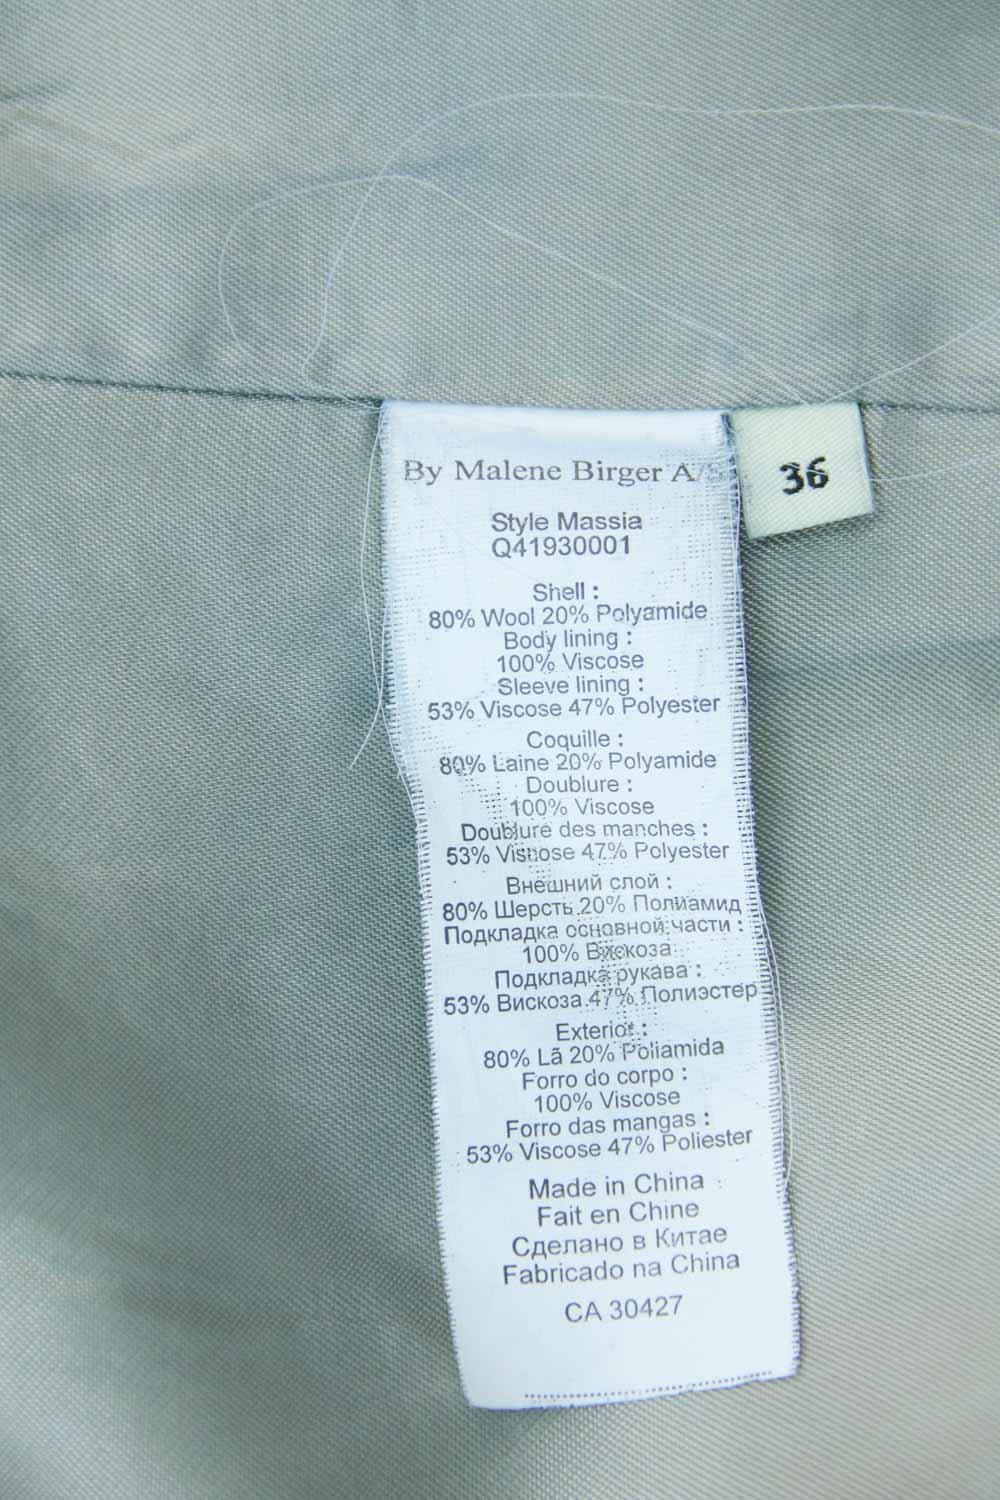 By Malene Birger A/S
36
Style Massia
Q41930001
Shell :
80% Wool 20% Polyamide
Body lining :
100% Viscose
Sleeve lining :
53% Viscose 47% Polyester
Coquille :
80% Laine 20% Polyamide
Doublure :
100% Viscose
Doublure des manches :
53% Viscose 47% Polyester
Внешний слой :
80% Шерсть 20% Полиамид
Подкладка основной части :
100% Вискоза
Подкладка рукава :
53% Вискоза 47% Полиэстер
Exterior :
80% Lã 20% Poliamida
Forro do corpo :
100% Viscose
Forro das mangas :
53% Viscose 47% Poliester
Made in China
Fait en Chine
Сделано в Китае
Fabricado na China
CA 30427